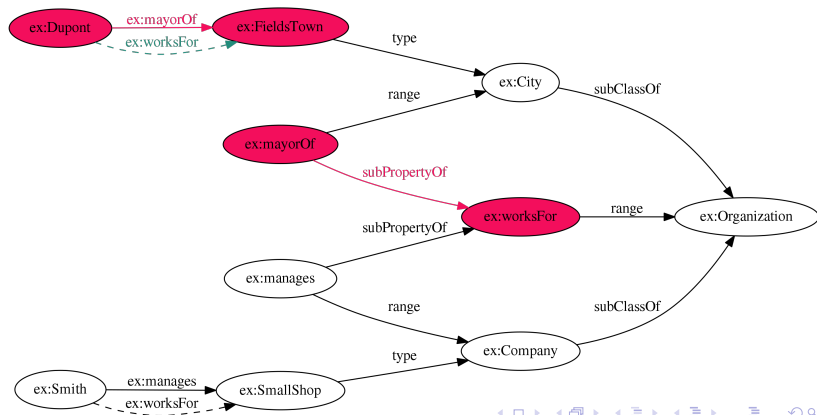 ex:Dupont
ex:mayorOf
ex:worksFor
ex:FieldsTown
type
ex:City
subClassOf
range
ex:mayorOf
subPropertyOf
ex:worksFor
range
ex:Organization
subPropertyOf
ex:manages
range
subClassOf
ex:Company
type
ex:Smith
ex:manages
ex:worksFor
ex:SmallShop